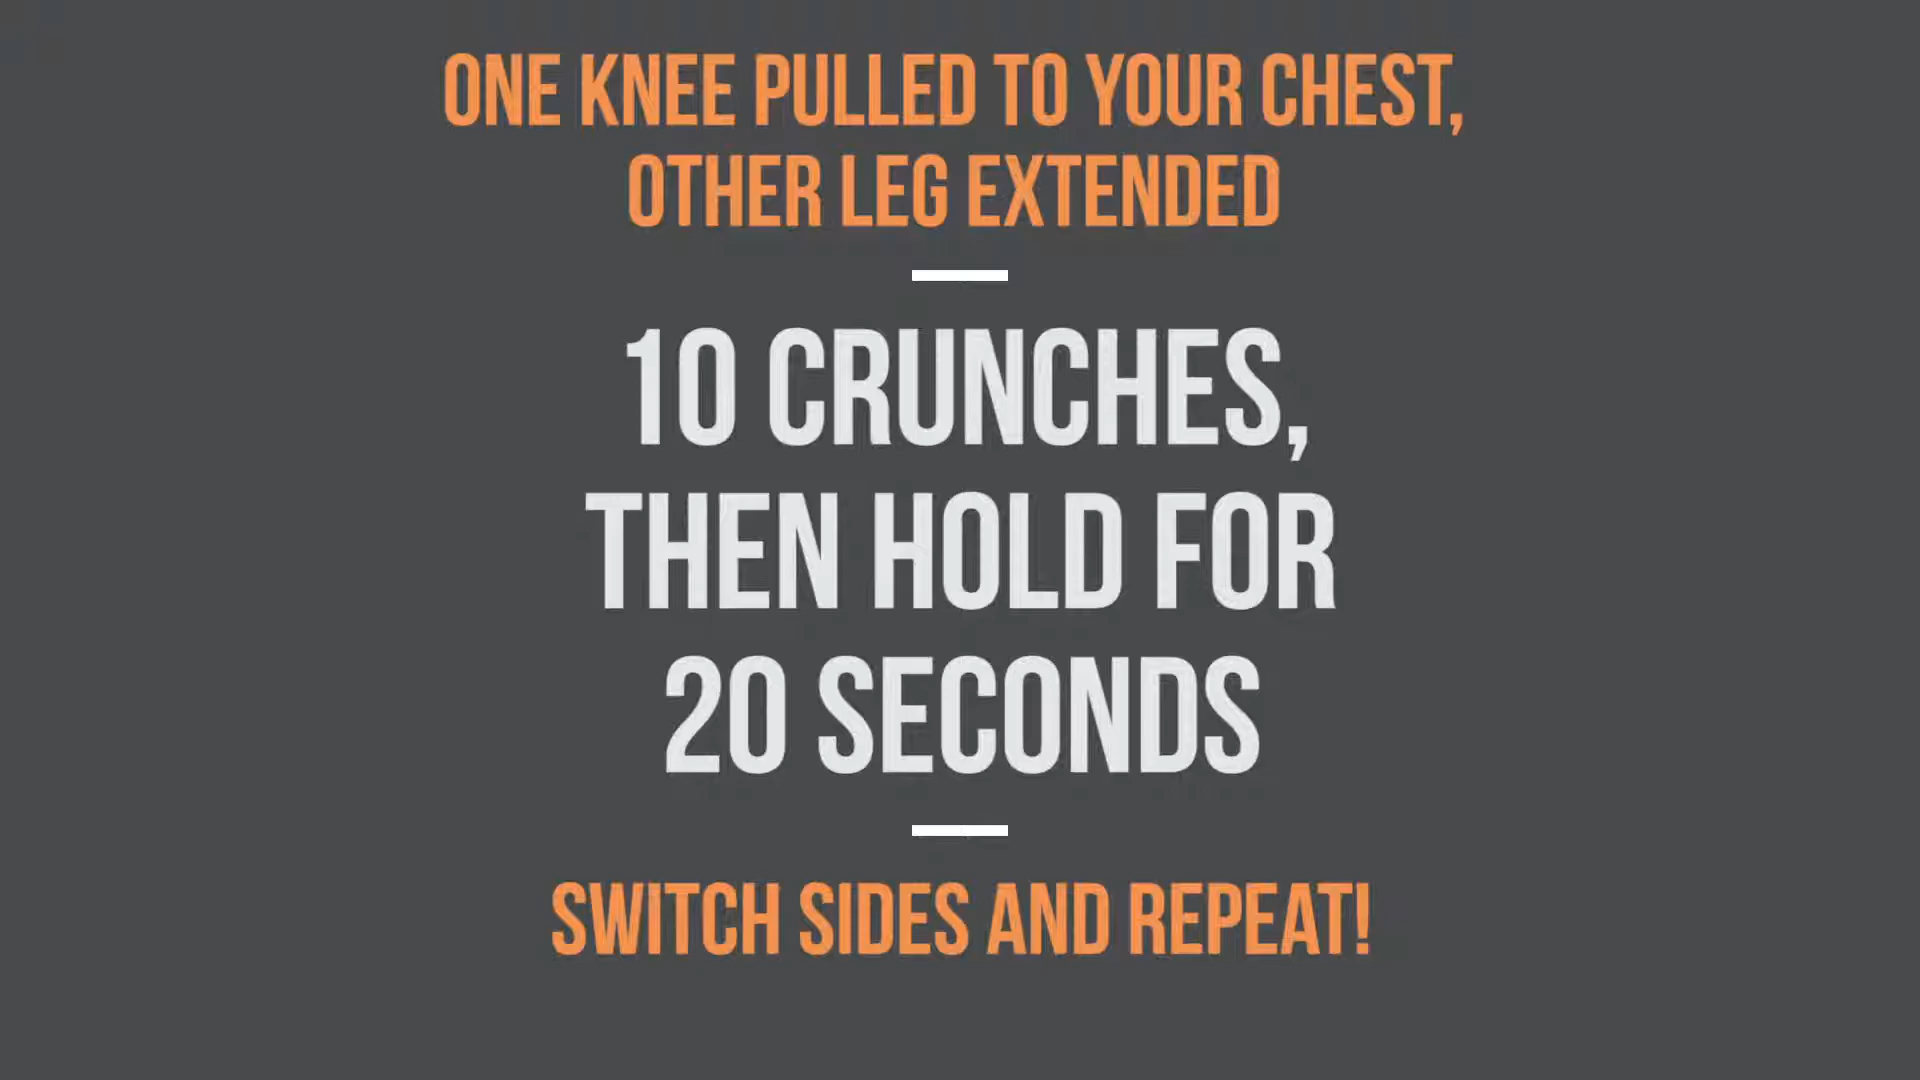 ONE KNEE PULLED TO YOUR CHEST,
OTHER LEG EXTENDED
10 CRUNCHES,
THEN HOLD FOR
20 SECONDS
SWITCH SIDES AND REPEAT!